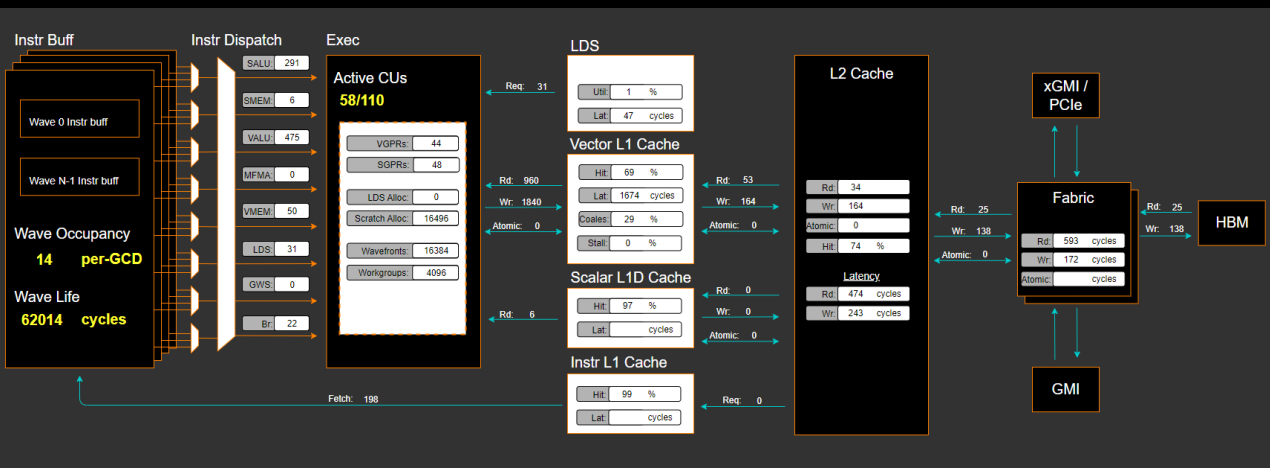 Instr Buff
Wave 0 Instr buff
Wave N-1 Instr buff
Wave Occupancy
14 per-GCD
Wave Life
62014 cycles
Instr Dispatch
SALU: 291
SMEM: 6
VALU: 475
MFMA: 0
VMEM: 50
LDS: 31
GWS: 0
Br: 22
Exec
Active CUs
58/110
VGPRs: 44
SGPRs: 48
LDS Alloc: 0
Scratch Alloc: 16496
Wavefronts: 16384
Workgroups: 4096
Req: 31
Rd: 960
Wr: 1840
Atomic: 0
Rd: 6
Fetch: 198
LDS
Util: 1 %
Lat: 47 cycles
Vector L1 Cache
Hit: 69 %
Lat: 1674 cycles
Coales: 29 %
Stall: 0 %
Scalar L1D Cache
Hit: 97 %
Lat: cycles
Instr L1 Cache
Hit: 99 %
Lat: cycles
Rd: 53
Wr: 164
Atomic: 0
Rd: 0
Wr: 0
Atomic: 0
Req: 0
L2 Cache
Rd: 34
Wr: 164
Atomic: 0
Hit: 74 %
Latency
Rd: 474 cycles
Wr: 243 cycles
Rd: 25
Wr: 138
Atomic: 0
xGMI /
PCIe
Fabric
Rd: 593 cycles
Wr: 172 cycles
Atomic: cycles
GMI
Rd: 25
Wr: 138
HBM